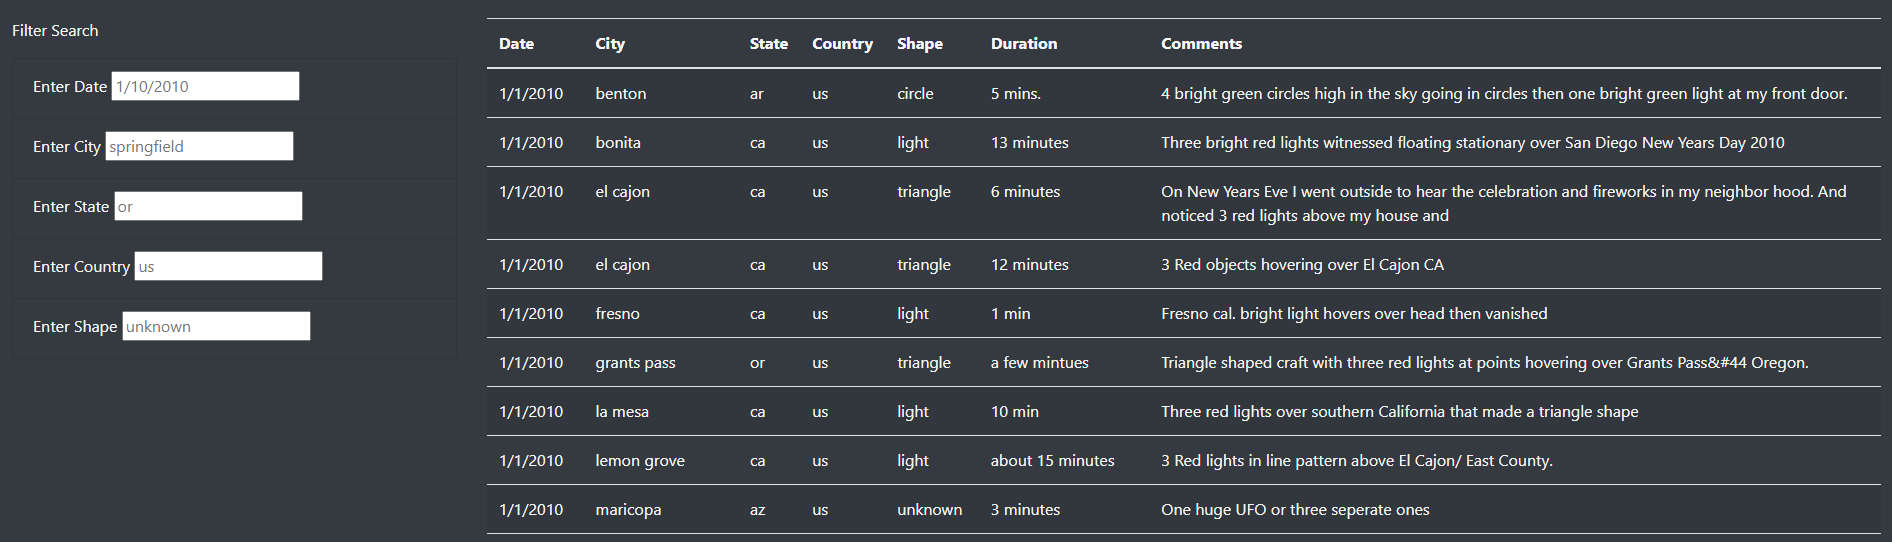 Filter Search
Enter Date 1/10/2010
Enter City springfield
Enter State or
Enter Country us
Enter Shape unknown
Date City State Country Shape Duration Comments
1/1/2010 benton ar us circle 5 mins. 4 bright green circles high in the sky going in circles then one bright green light at my front door.
1/1/2010 bonita ca us light 13 minutes Three bright red lights witnessed floating stationary over San Diego New Years Day 2010
1/1/2010 el cajon ca us triangle 6 minutes On New Years Eve I went outside to hear the celebration and fireworks in my neighbor hood. And
noticed 3 red lights above my house and
1/1/2010 el cajon ca us triangle 12 minutes 3 Red objects hovering over El Cajon CA
1/1/2010 fresno ca us light 1 min Fresno cal. bright light hovers over head then vanished
1/1/2010 grants pass or us triangle a few mintues Triangle shaped craft with three red lights at points hovering over Grants Pass&#44 Oregon.
1/1/2010 la mesa ca us light 10 min Three red lights over southern California that made a triangle shape
1/1/2010 lemon grove ca us light about 15 minutes 3 Red lights in line pattern above El Cajon/ East County.
1/1/2010 maricopa az us unknown 3 minutes One huge UFO or three seperate ones